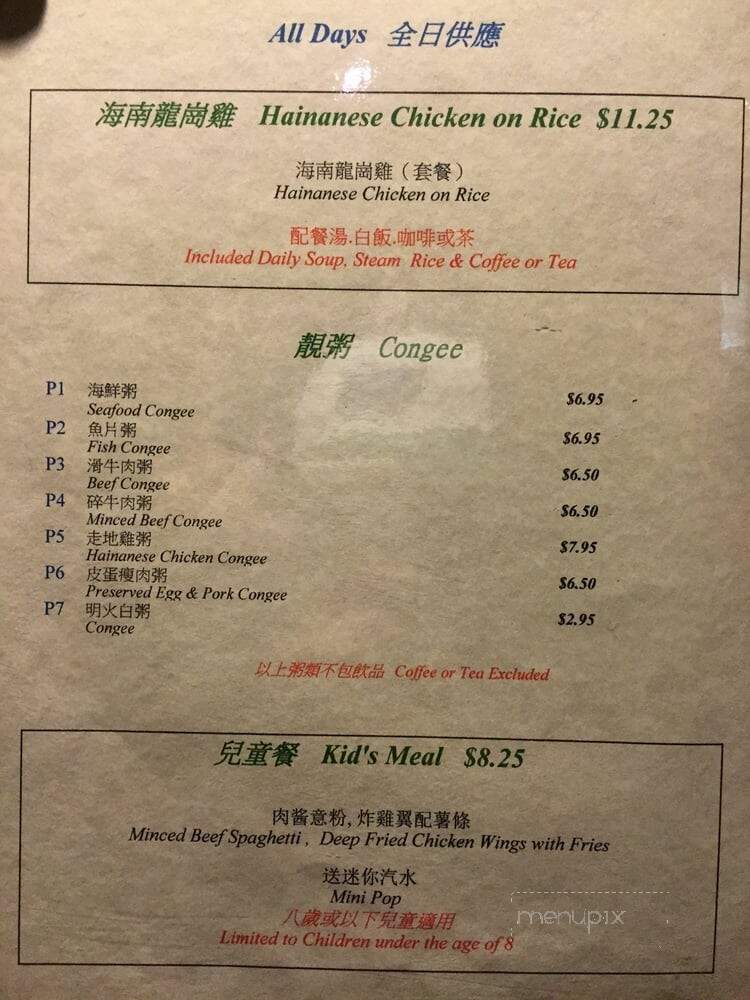 All Days 全日供應
海南龍崗雞 Hainanese Chicken on Rice $11.25
海南龍崗雞（套餐）
Hainanese Chicken on Rice
配餐湯.白飯.咖啡或茶
Included Daily Soup, Steam Rice & Coffee or Tea
靚粥 Congee
P1 海鮮粥
Seafood Congee $6.95
P2 魚片粥
Fish Congee $6.95
P3 滑牛肉粥
Beef Congee $6.50
P4 碎牛肉粥
Minced Beef Congee $6.50
P5 走地雞粥
Hainanese Chicken Congee $7.95
P6 皮蛋瘦肉粥
Preserved Egg & Pork Congee $6.50
P7 明火白粥
Congee $2.95
以上粥類不包飲品 Coffee or Tea Excluded
兒童餐 Kid's Meal $8.25
肉酱意粉, 炸雞翼配薯條
Minced Beef Spaghetti , Deep Fried Chicken Wings with Fries
送迷你汽水
Mini Pop
八歲或以下兒童適用
Limited to Children under the age of 8
menupix